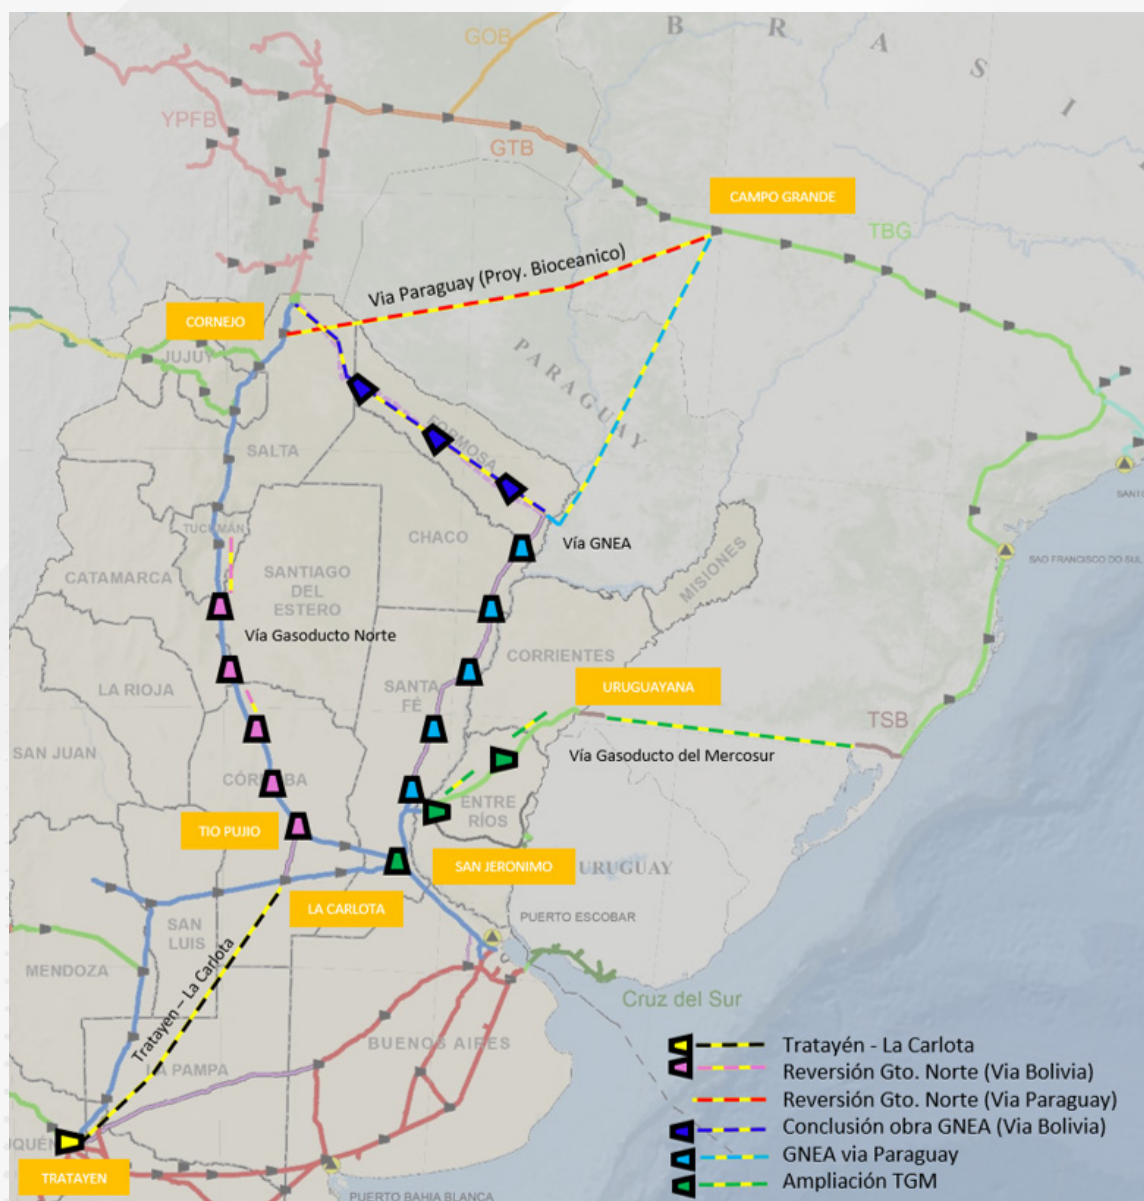 B R A S I
GOB
YPFB
GTB
CAMPO GRANDE
TBG
Via Paraguay (Proy. Bioceanico)
CORNEJO
JUJUY
PARAGUAY
FORMOSA
SALTA
SANTO
TUCUMÁN
CHACO
Vía GNEA
SAO FRANCISCO DO SUL
CATAMARCA
SANTIAGO
DEL
ESTERO
MISIONES
Vía Gasoducto Norte
CORRIENTES
LA RIOJA
SANTA
FÉ
URUGUAYANA
TSB
SAN JUAN
Vía Gasoducto del Mercosur
CÓRDOBA
ENTRE
RÍOS
TIO PUJIO
SAN JERONIMO
URUGUAY
LA CARLOTA
SAN
LUIS
PUERTO ESCOBAR
MENDOZA
Tratayen – La Carlota
Cruz del Sur
BUENOS AIRES
LA PAMPA
UQUÉN
TRATAYEN
PUERTO BAHIA BLANCA
Tratayén - La Carlota
Reversión Gto. Norte (Via Bolivia)
Reversión Gto. Norte (Via Paraguay)
Conclusión obra GNEA (Via Bolivia)
GNEA via Paraguay
Ampliación TGM